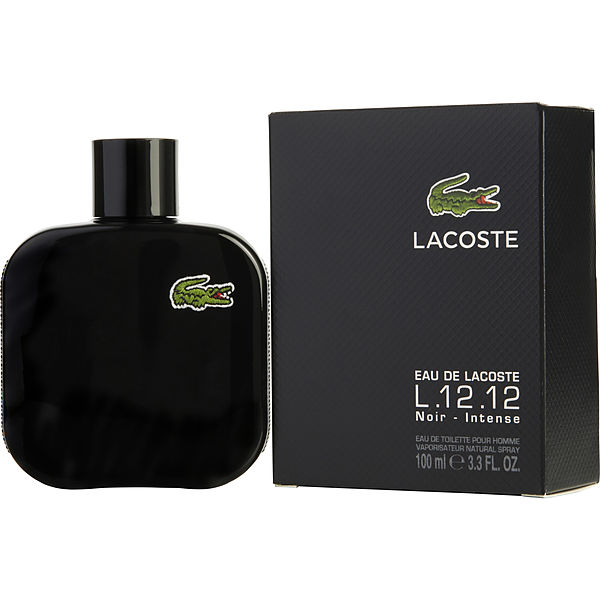 LACOSTE
EAU DE LACOSTE
L.12.12
Noir - Intense
EAU DE TOILETTE POUR HOMME
VAPORISATEUR NATURAL SPRAY
100 ml ℮ 3.3 FL. OZ.